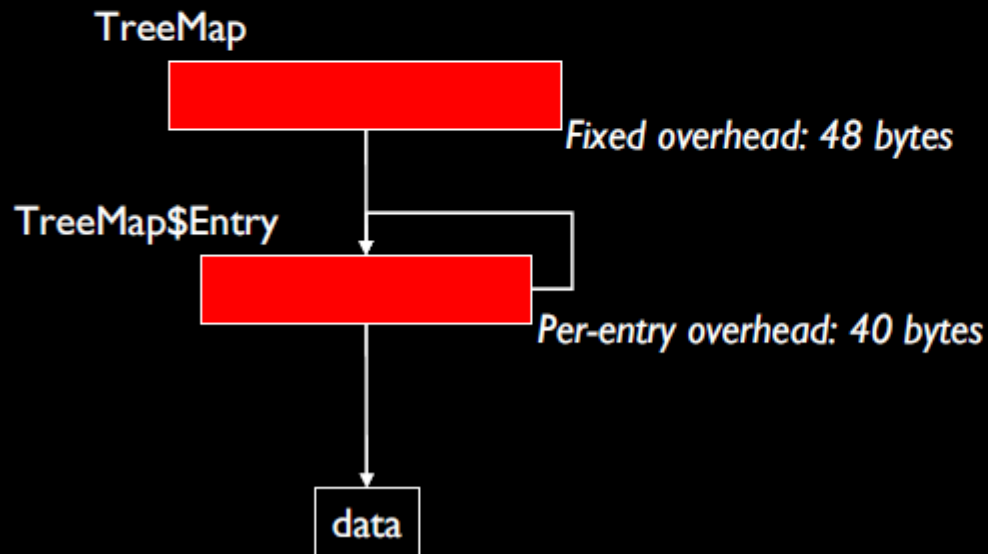 TreeMap
Fixed overhead: 48 bytes
TreeMap$Entry
Per-entry overhead: 40 bytes
data